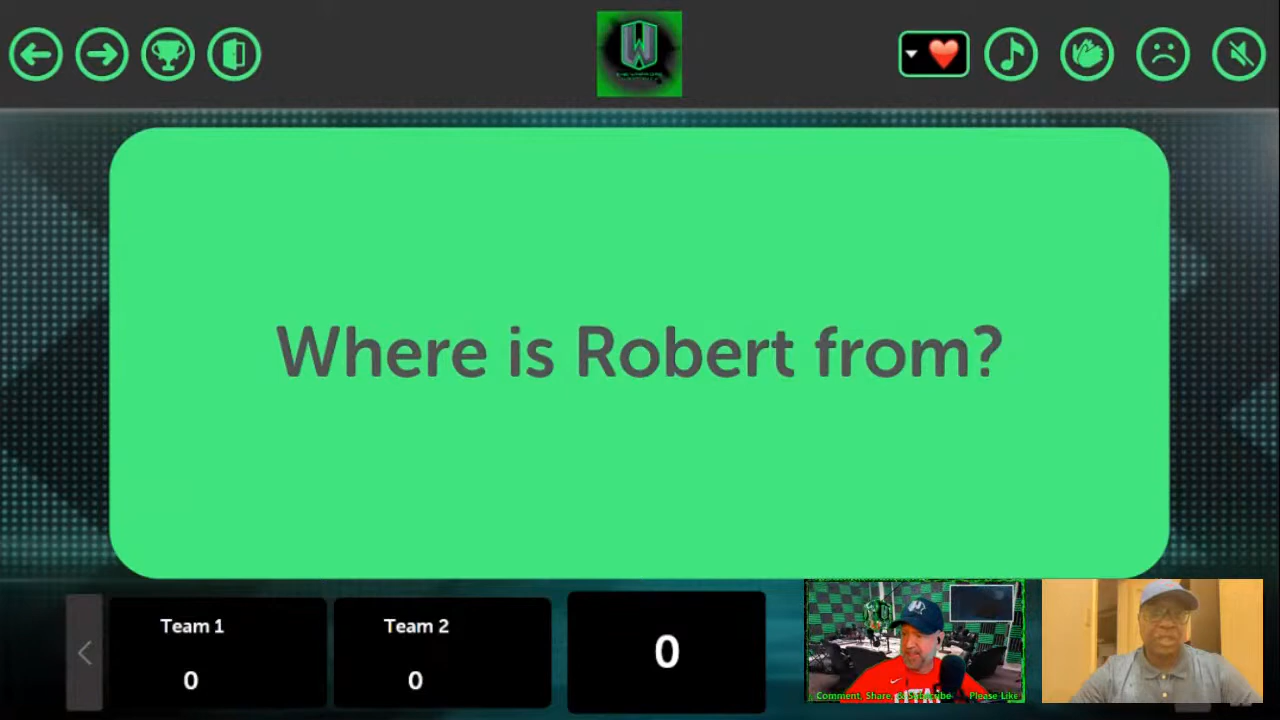 Where is Robert from?
Team 1
Team 2
0
0
0
Comment, Share, & Subscribe
Please Like